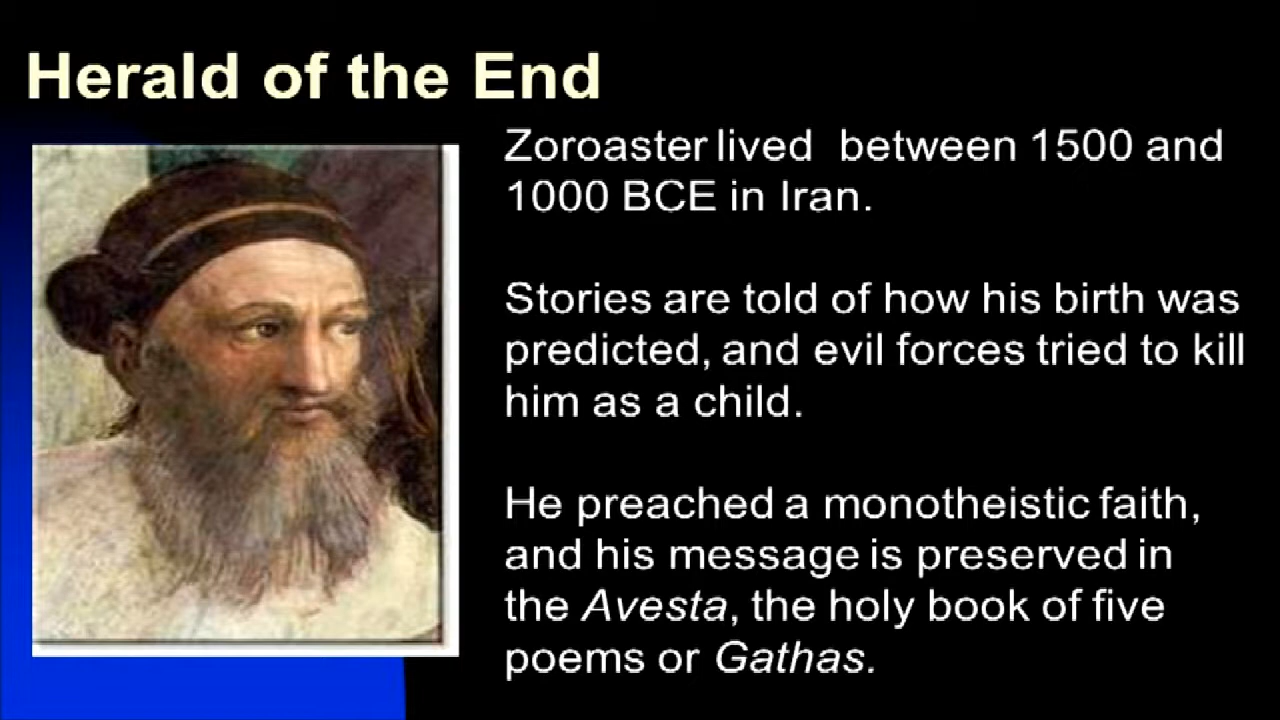 Herald of the End
Zoroaster lived between 1500 and
1000 BCE in Iran.
Stories are told of how his birth was
predicted, and evil forces tried to kill
him as a child.
He preached a monotheistic faith,
and his message is preserved in
the Avesta, the holy book of five
poems or Gathas.